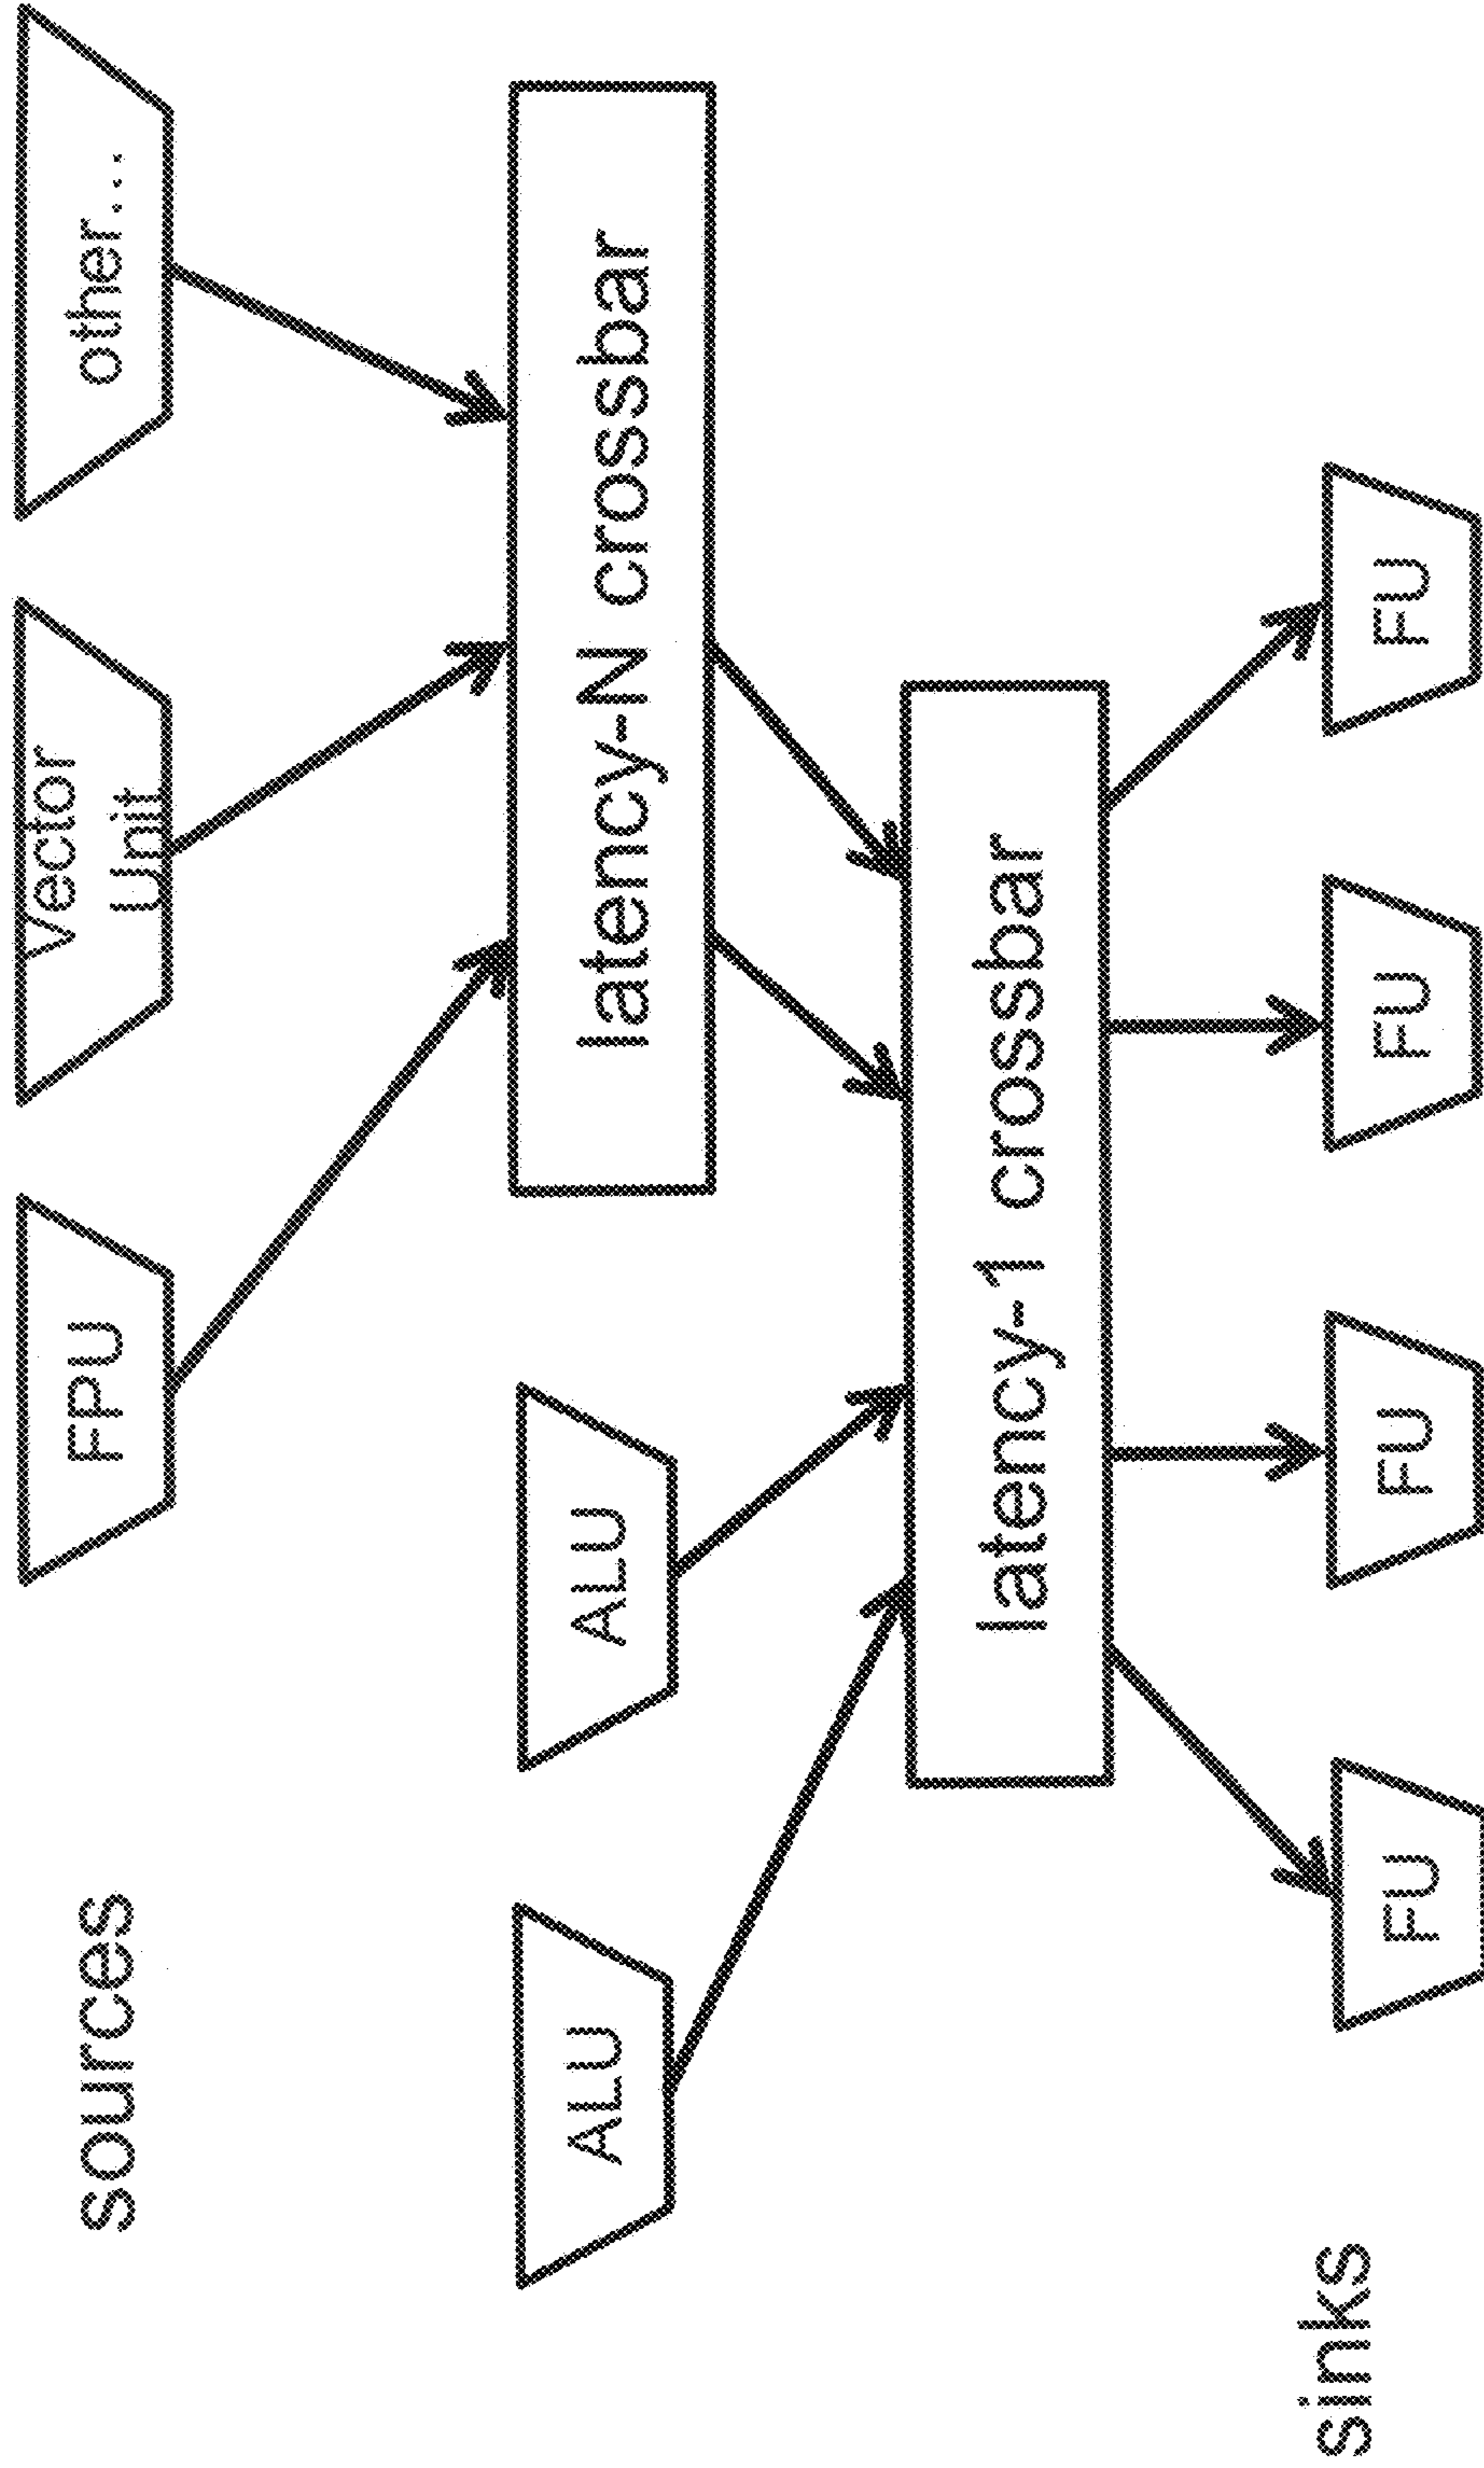 sources
FPU
Vector
Unit
other...
ALU
ALU
latency-N crossbar
latency-1 crossbar
sinks
FU
FU
FU
FU